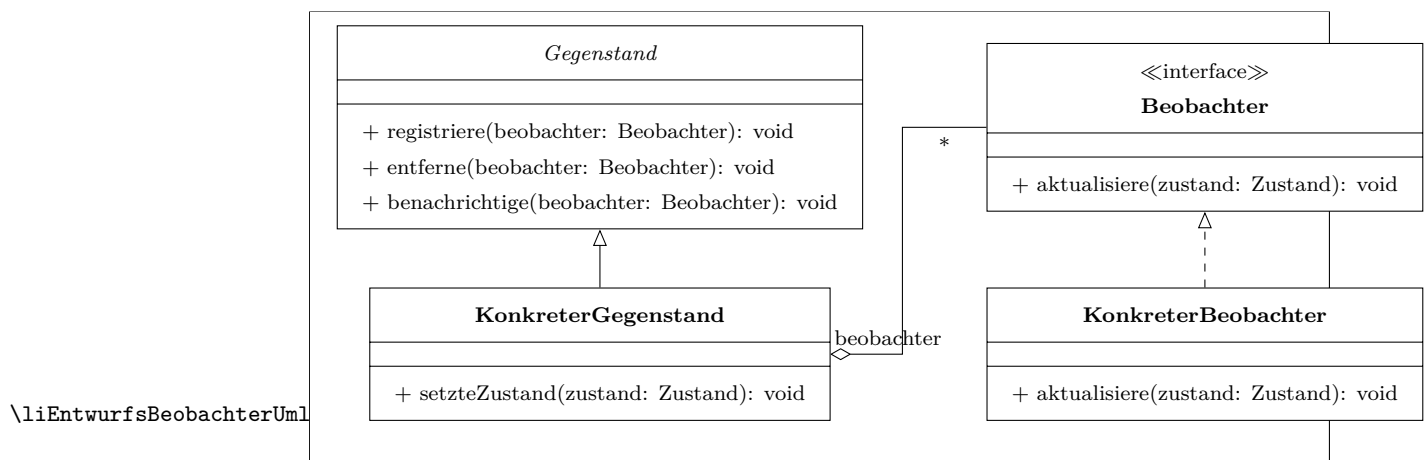 Gegenstand
+ registriere(beobachter: Beobachter): void
+ entferne(beobachter: Beobachter): void
+ benachrichtige(beobachter: Beobachter): void
≪interface≫
Beobachter
+ aktualisiere(zustand: Zustand): void
*
KonkreterGegenstand
+ setzteZustand(zustand: Zustand): void
beobachter
KonkreterBeobachter
+ aktualisiere(zustand: Zustand): void
\liEntwurfsBeobachterUml